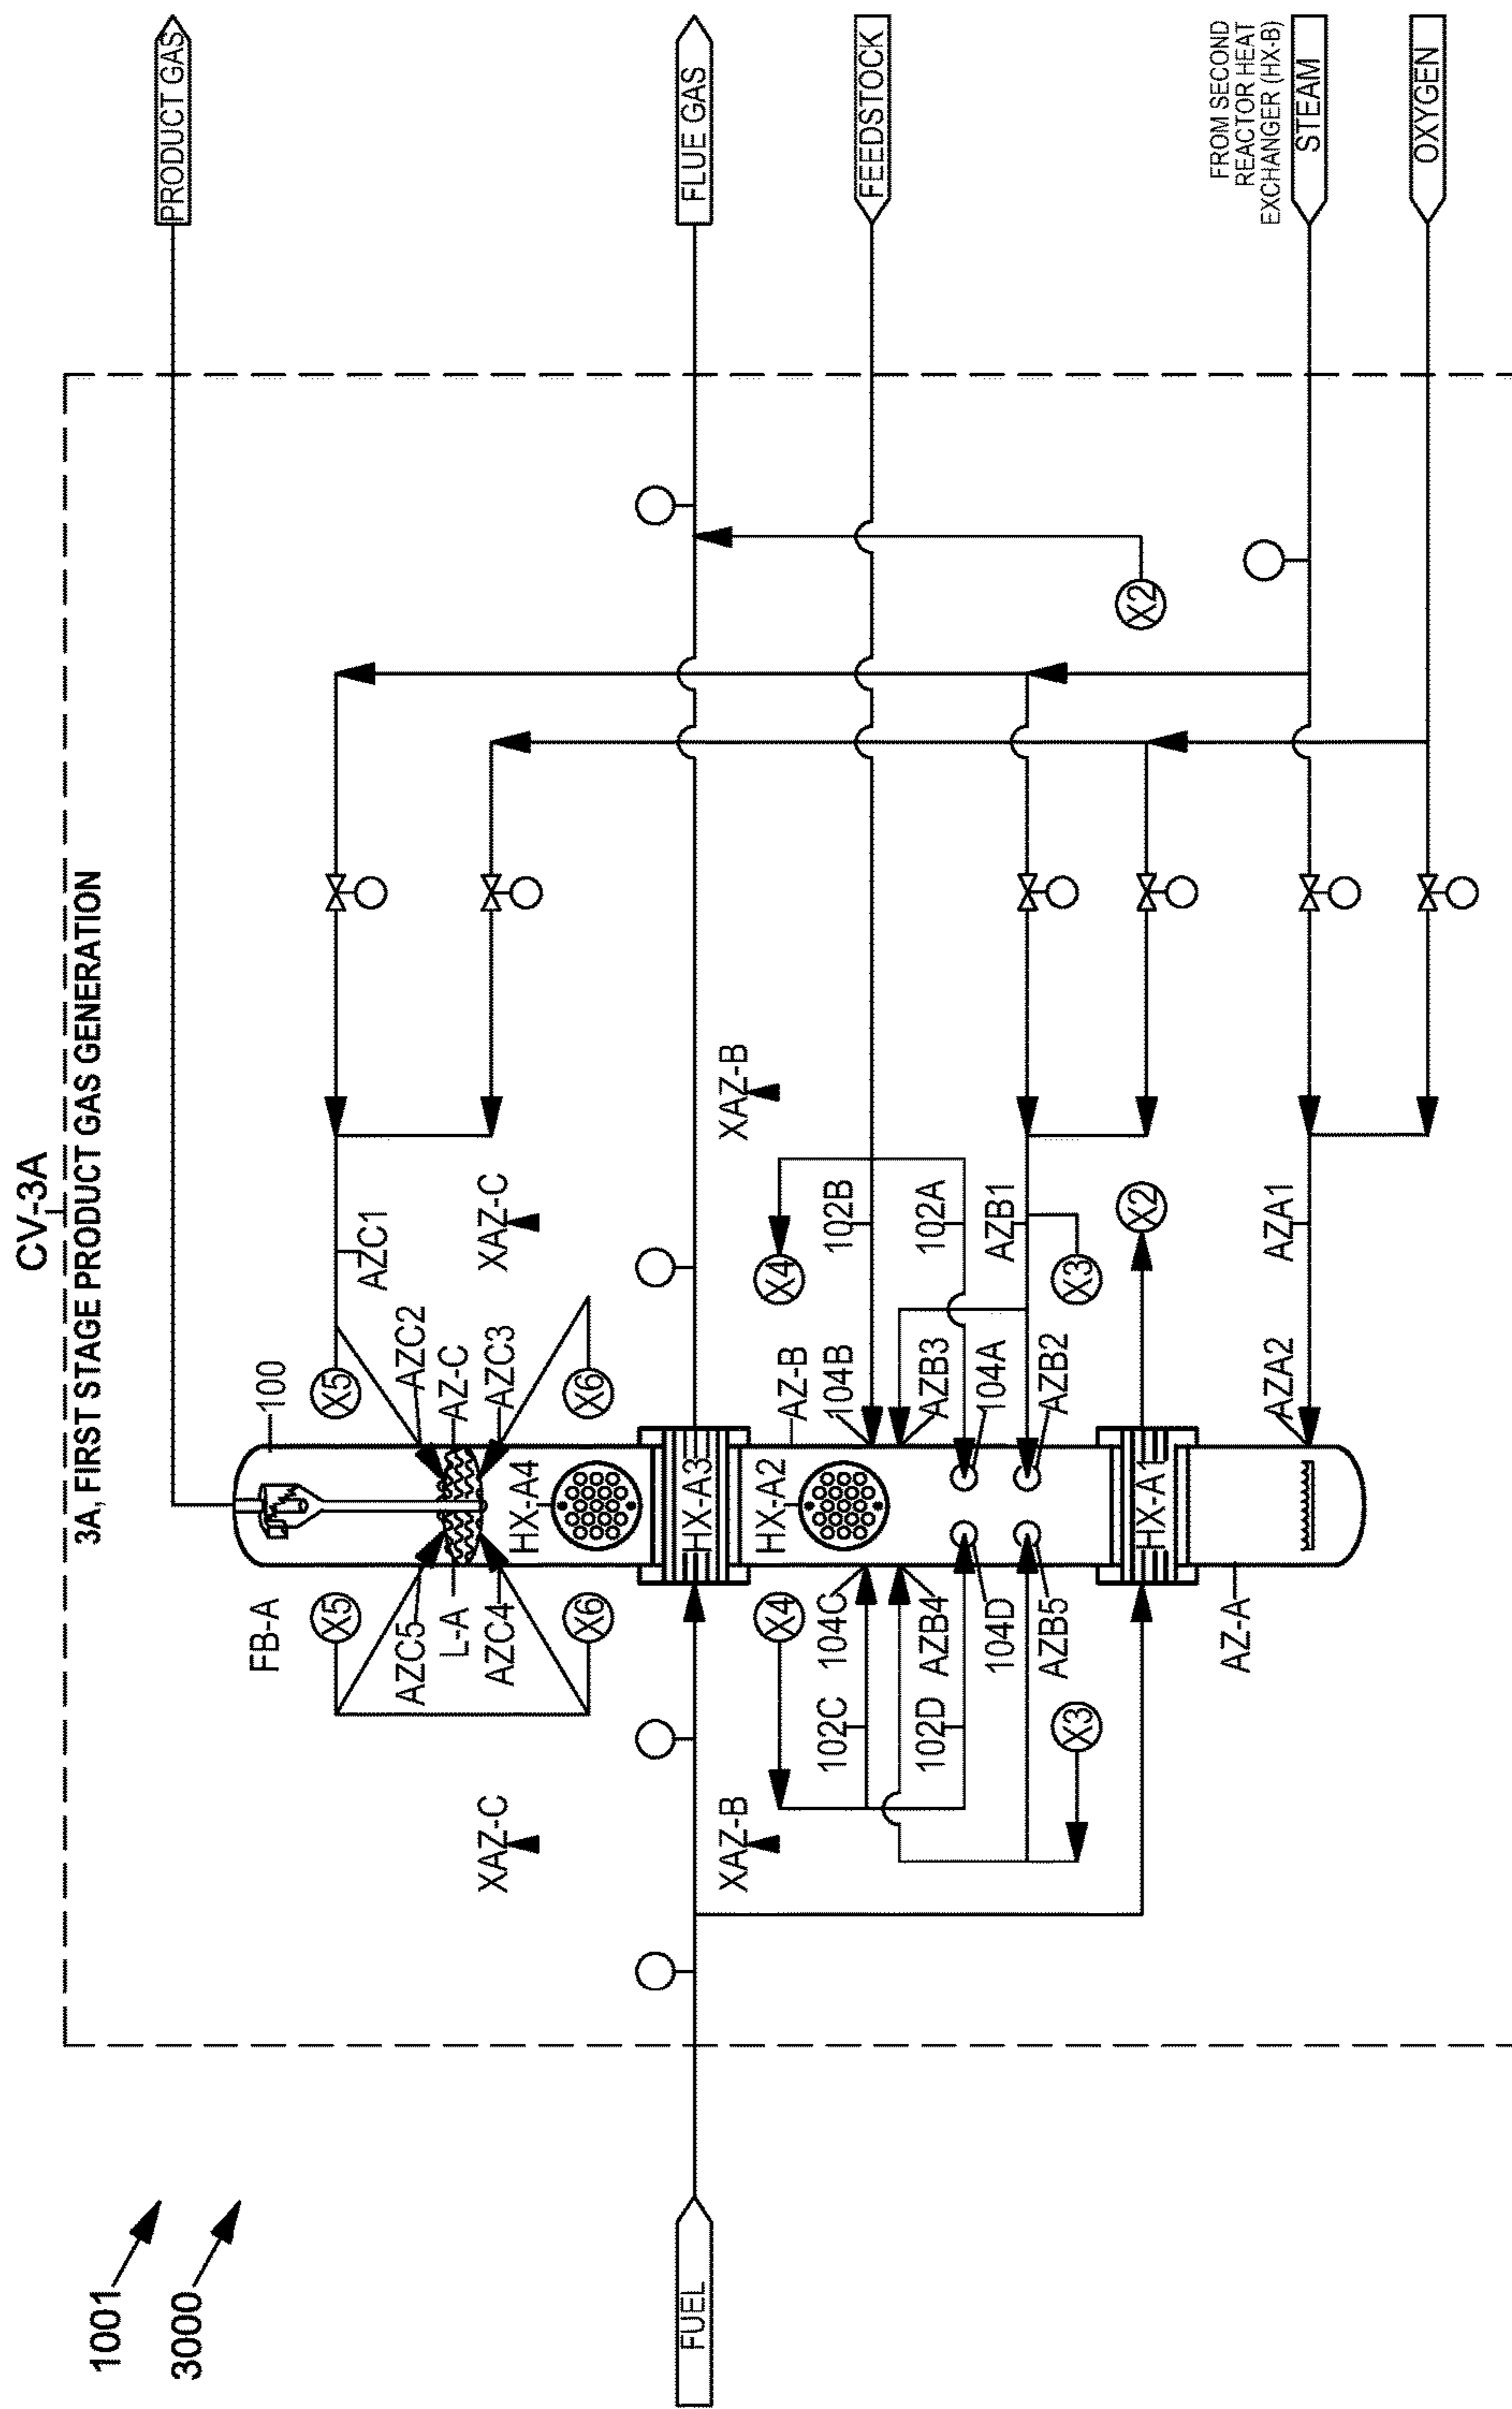 CV-3A
3A, FIRST STAGE PRODUCT GAS GENERATION
1001
3000
PRODUCT GAS
FLUE GAS
FEEDSTOCK
FROM SECOND
REACTOR HEAT
EXCHANGER (HX-B)
STEAM
OXYGEN
FUEL
FB-A
100
X5
X5
AZC1
AZC2
AZ-C
AZC3
AZC5
L-A
AZC4
X6
X6
XAZ-C
XAZ-C
HX-A4
HX-A3
HX-A2
HX-A1
XAZ-B
XAZ-B
X4
X4
AZ-B
104B
AZB3
104A
AZB2
102B
102A
AZB1
X3
104C
AZB4
104D
AZB5
102C
102D
X3
X2
X2
AZA1
AZA2
AZ-A